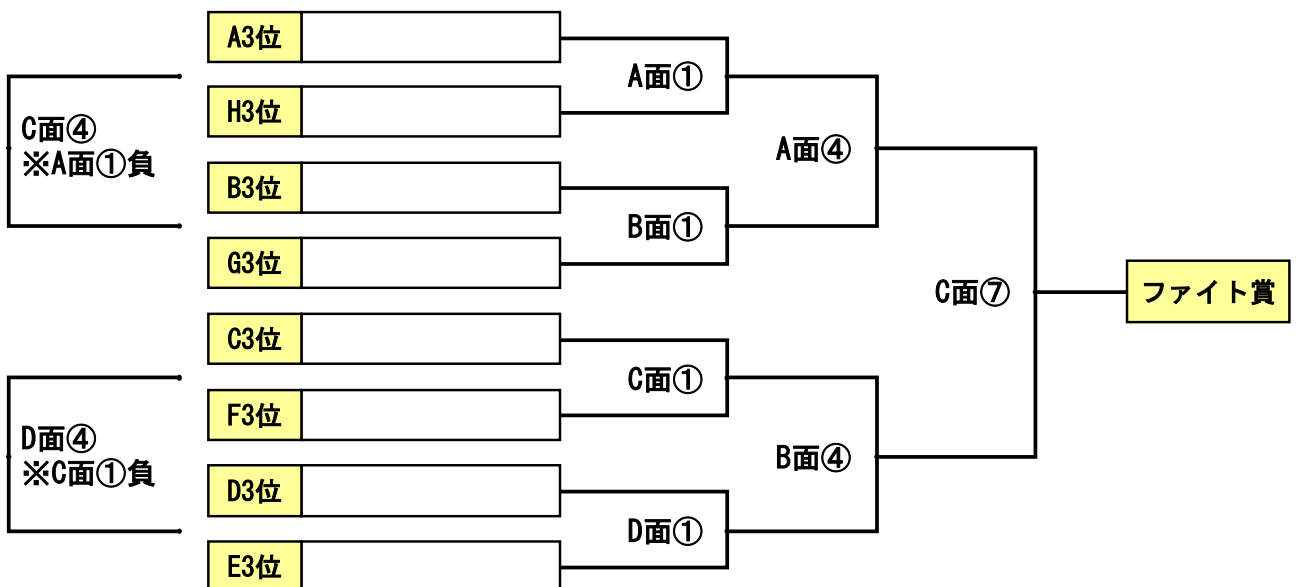 A3位
H3位
B3位
G3位
C3位
F3位
D3位
E3位
C面④
※A面①負
D面④
※C面①負
A面①
B面①
C面①
D面①
A面④
B面④
C面⑦
ファイト賞